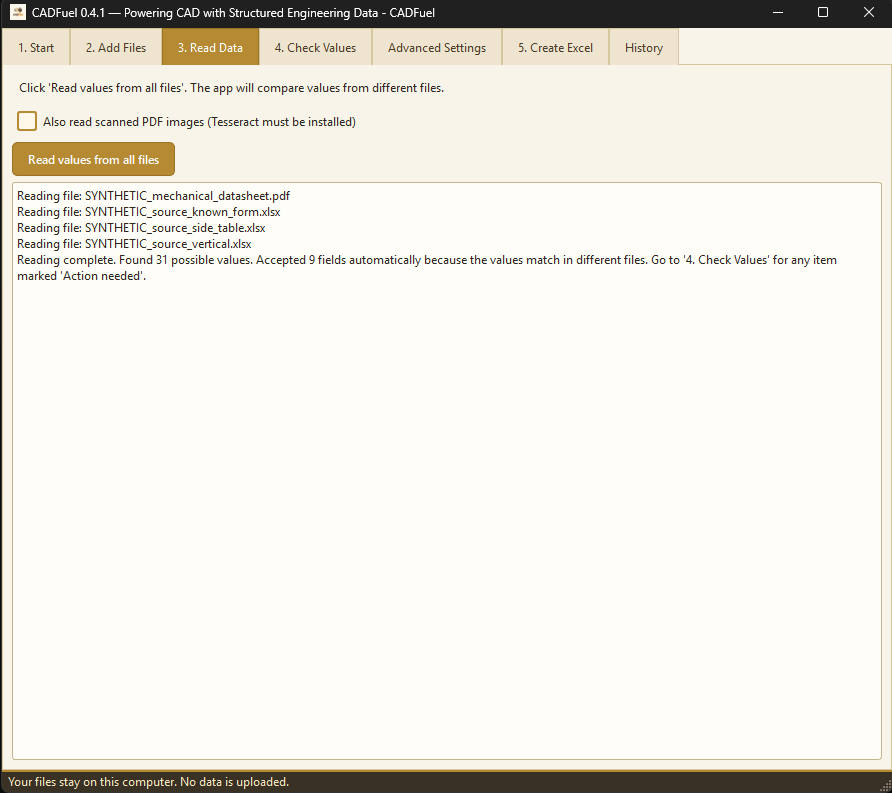 CADFuel 0.4.1 — Powering CAD with Structured Engineering Data - CADFuel
1. Start
2. Add Files
3. Read Data
4. Check Values
Advanced Settings
5. Create Excel
History
Click 'Read values from all files'. The app will compare values from different files.
Also read scanned PDF images (Tesseract must be installed)
Read values from all files
Reading file: SYNTHETIC_mechanical_datasheet.pdf
Reading file: SYNTHETIC_source_known_form.xlsx
Reading file: SYNTHETIC_source_side_table.xlsx
Reading file: SYNTHETIC_source_vertical.xlsx
Reading complete. Found 31 possible values. Accepted 9 fields automatically because the values match in different files. Go to '4. Check Values' for any item
marked 'Action needed'.
Your files stay on this computer. No data is uploaded.